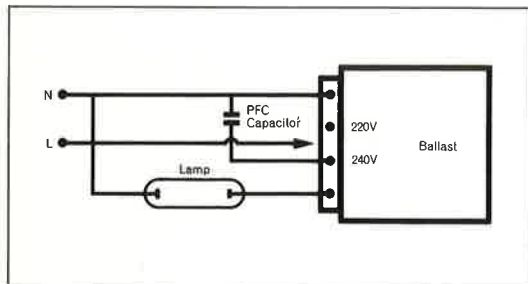 N
PFC
Capacitor
220V
L
Ballast
240V
Lamp